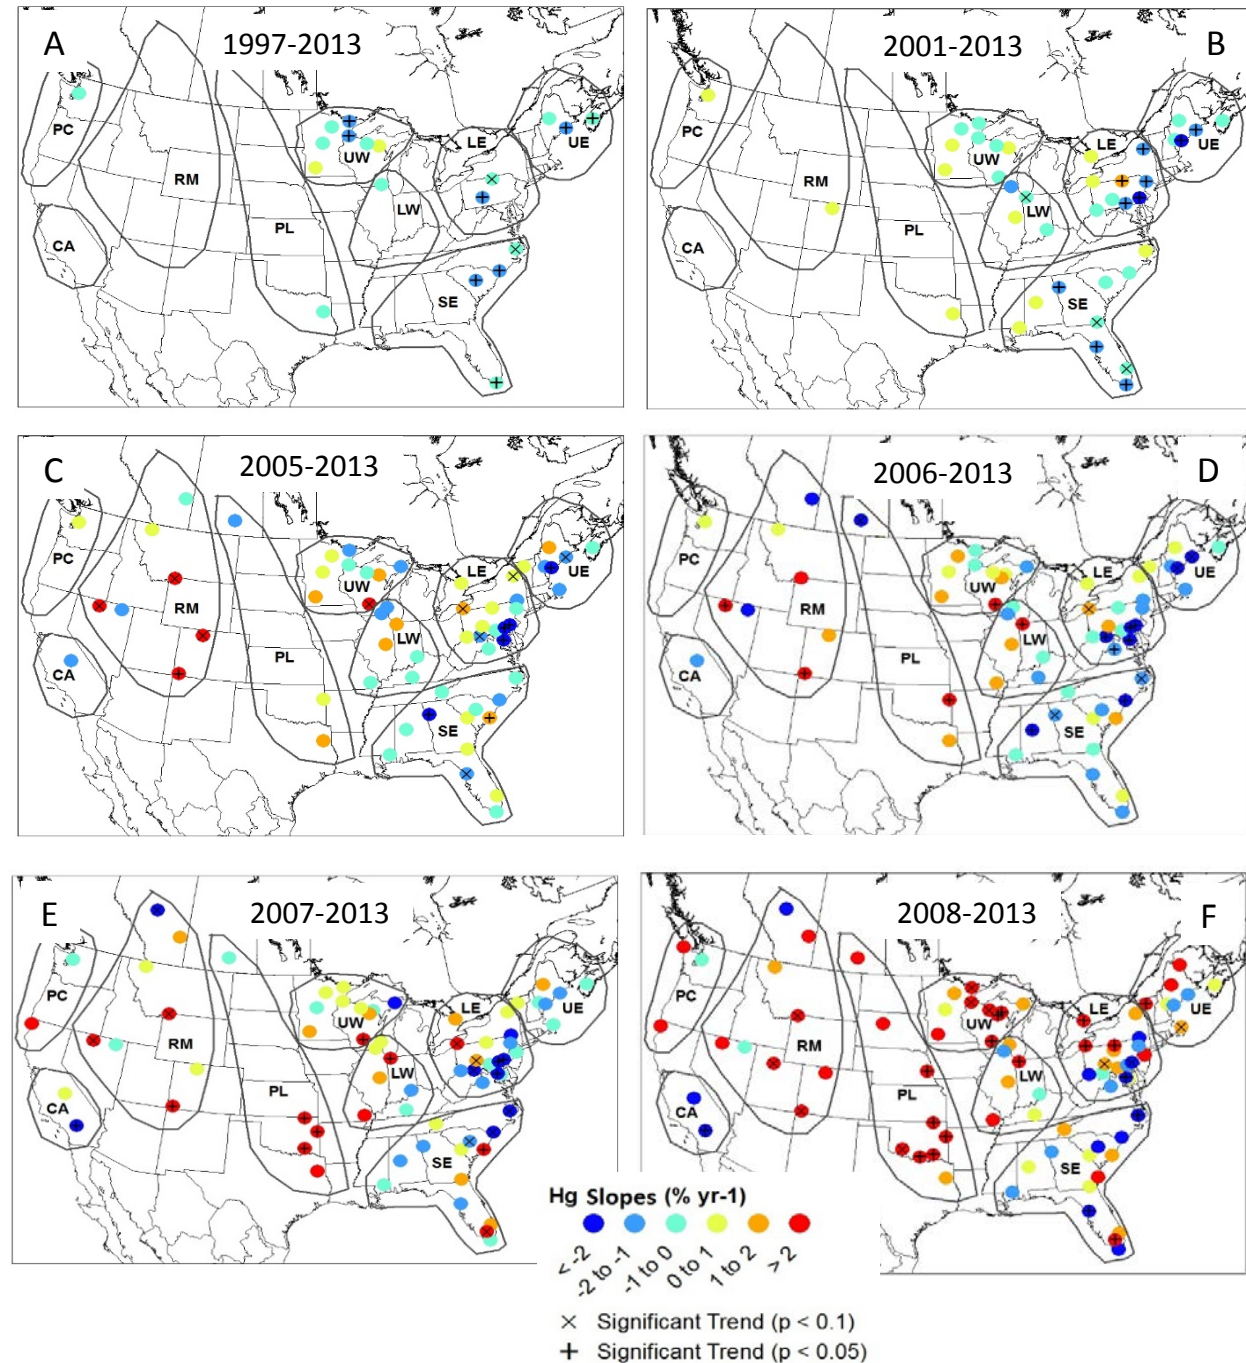 A 1997-2013
PC RM PL UW LW LE UE CA SE
2001-2013 B
PC RM PL UW LW LE UE CA SE
C 2005-2013
PC RM PL UW LW LE UE CA SE
2006-2013 D
PC RM PL UW LW LE UE CA SE
E 2007-2013
PC RM PL UW LW LE UE CA SE
2008-2013 F
PC RM PL UW LW LE UE CA SE
Hg Slopes (% yr-1)
< -2 -2 to -1 -1 to 0 0 to 1 1 to 2 > 2
× Significant Trend (p < 0.1)
+ Significant Trend (p < 0.05)